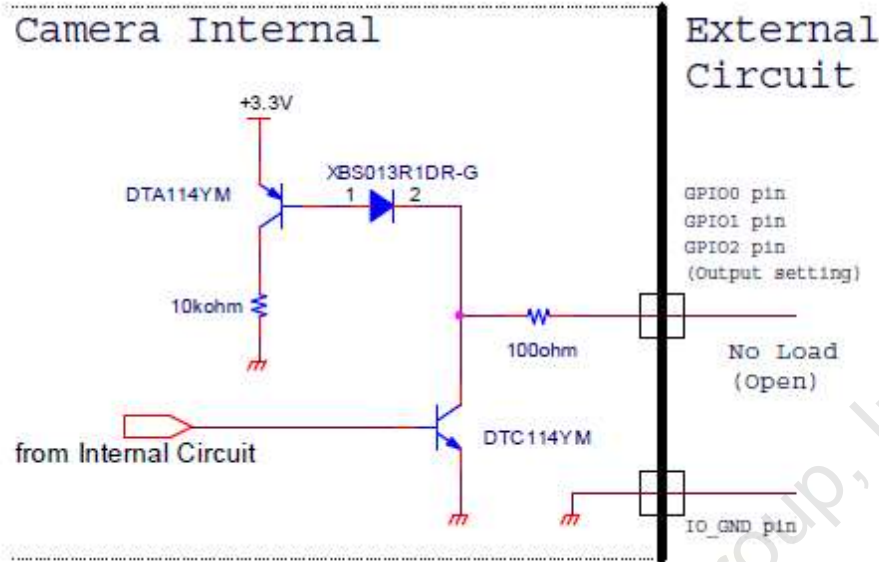 Camera Internal
External
Circuit
+3.3V
XBS013R1DR-G
DTA114YM
1
2
GPIO0 pin
GPIO1 pin
GPIO2 pin
(Output setting)
10kohm
100ohm
No Load
(Open)
DTC114YM
from Internal Circuit
IO_GND pin